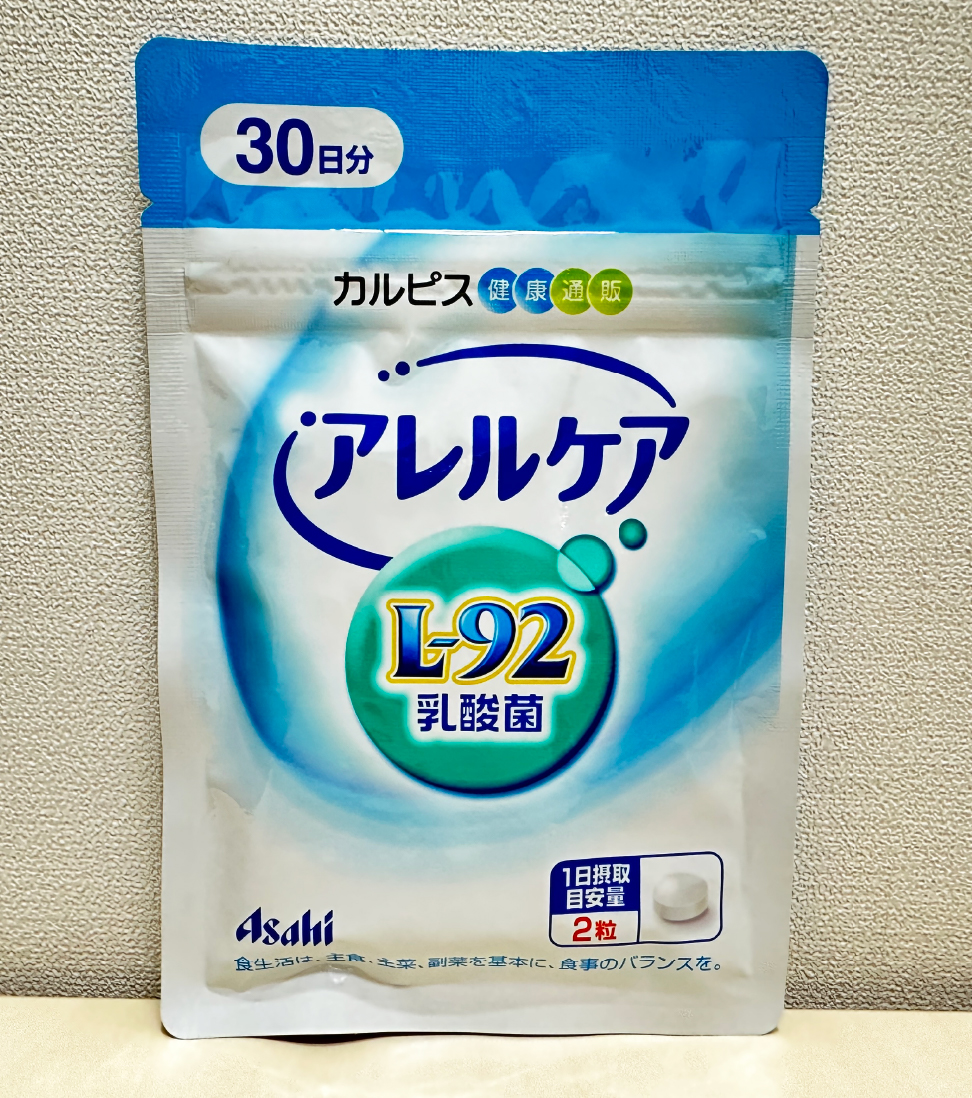 30日分
カルピス健康通販
アレルケア
L-92
乳酸菌
1日摂取
目安量
2粒
Asahi
食生活は、主食、主菜、副菜を基本に、食事のバランスを。